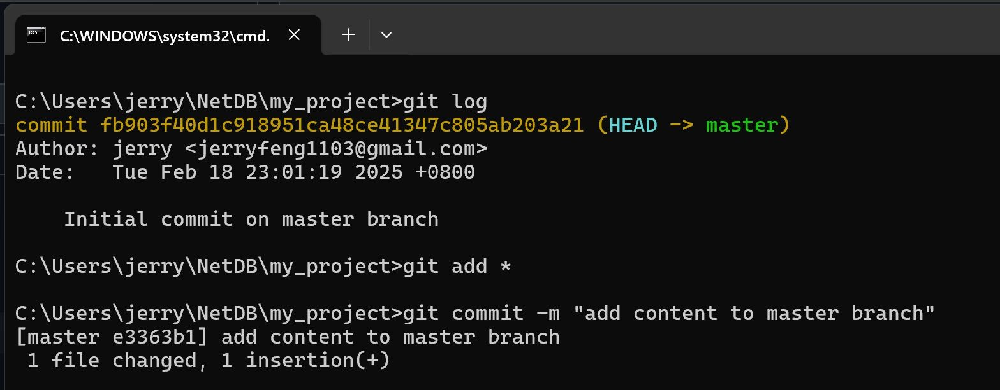 C:\WINDOWS\system32\cmd.
C:\Users\jerry\NetDB\my_project>git log
commit fb903f40d1c918951ca48ce41347c805ab203a21 (HEAD -> master)
Author: jerry <jerryfeng1103@gmail.com>
Date:   Tue Feb 18 23:01:19 2025 +0800
    Initial commit on master branch
C:\Users\jerry\NetDB\my_project>git add *
C:\Users\jerry\NetDB\my_project>git commit -m "add content to master branch"
[master e3363b1] add content to master branch
 1 file changed, 1 insertion(+)